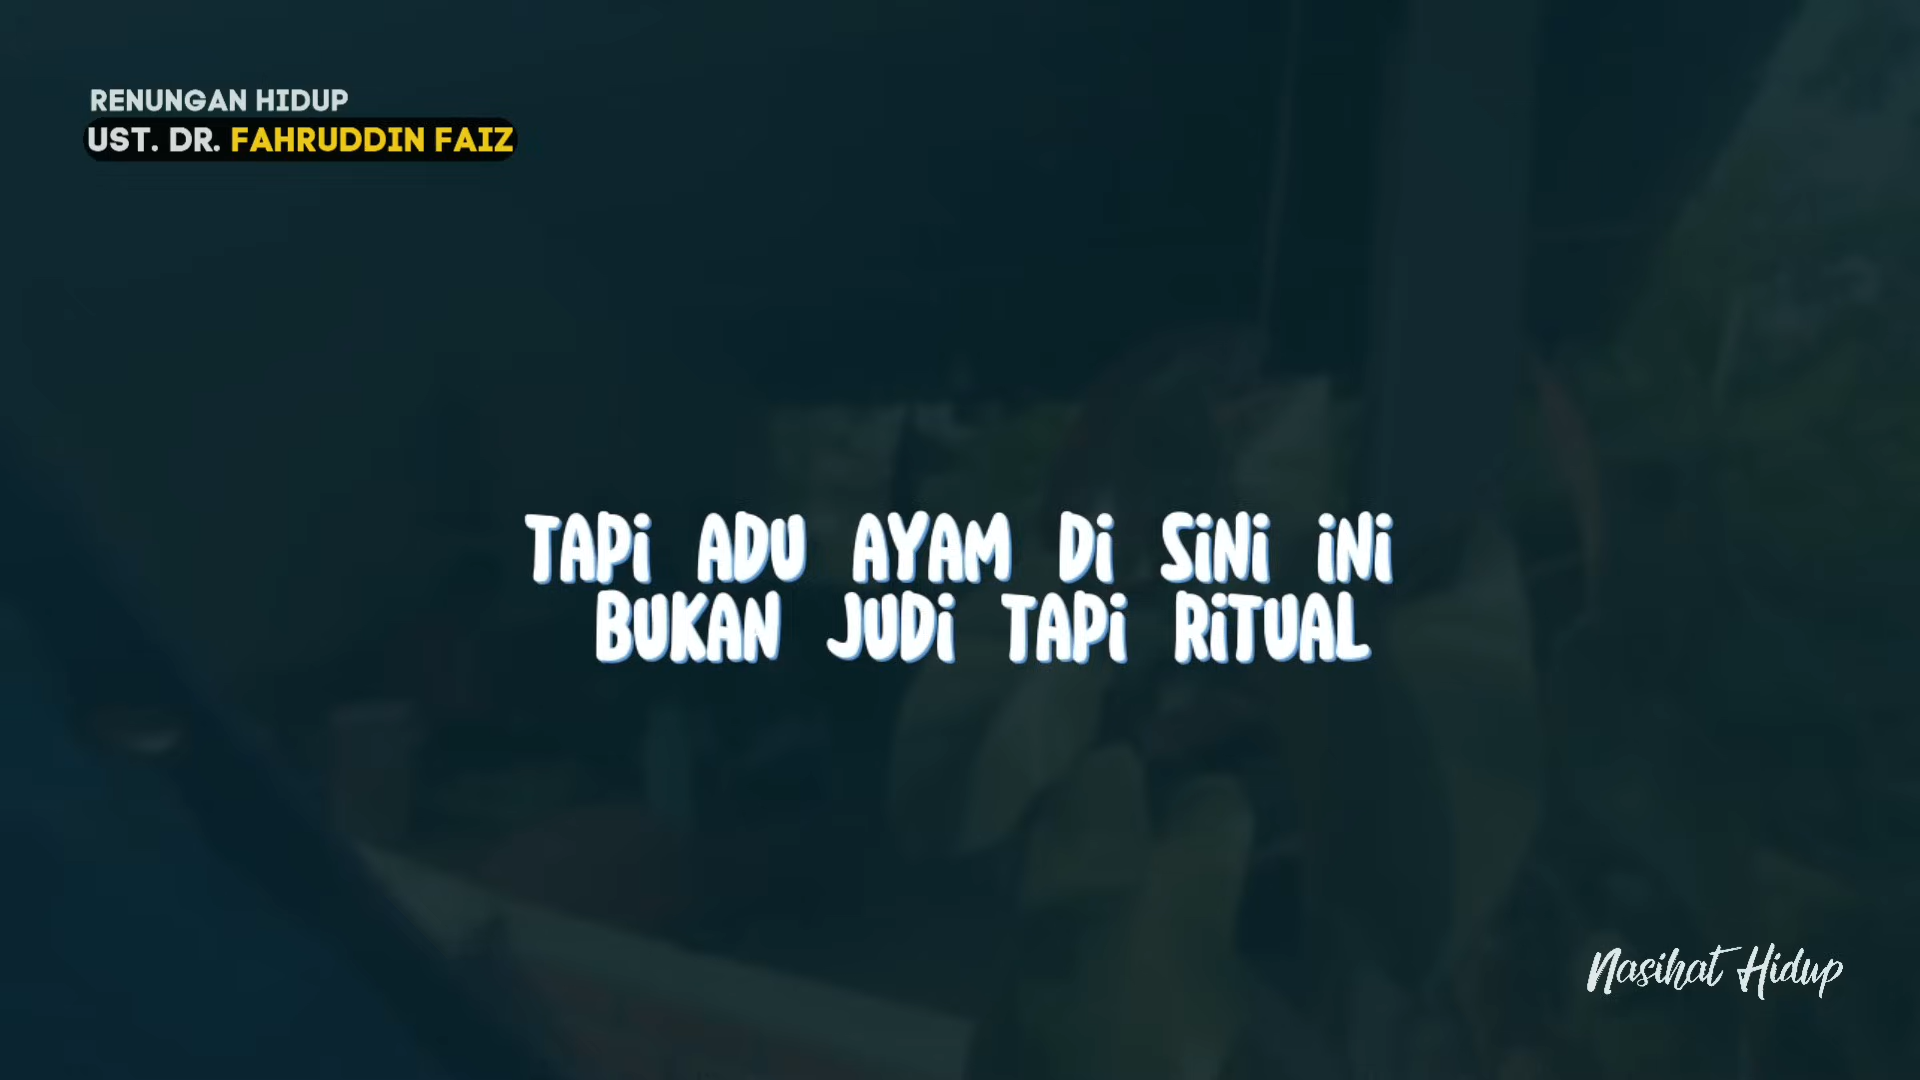 RENUNGAN HIDUP
UST. DR. FAHRUDDIN FAIZ
TAPi ADU AYAM Di SiNi iNi
BUKAN JUDi TAPi RiTUAL
Nasihat Hidup